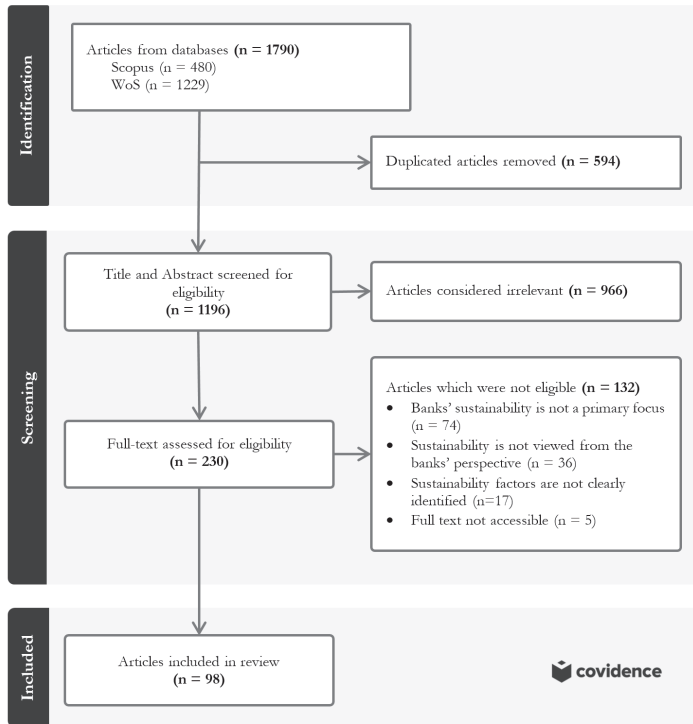 Identification
Articles from databases (n = 1790)
Scopus (n = 480)
WoS (n = 1229)
Duplicated articles removed (n = 594)
Screening
Title and Abstract screened for
eligibility
(n = 1196)
Articles considered irrelevant (n = 966)
Full-text assessed for eligibility
(n = 230)
Articles which were not eligible (n = 132)
• Banks' sustainability is not a primary focus
(n = 74)
• Sustainability is not viewed from the
banks' perspective (n = 36)
• Sustainability factors are not clearly
identified (n=17)
• Full text not accessible (n = 5)
Included
Articles included in review
(n = 98)
covidence